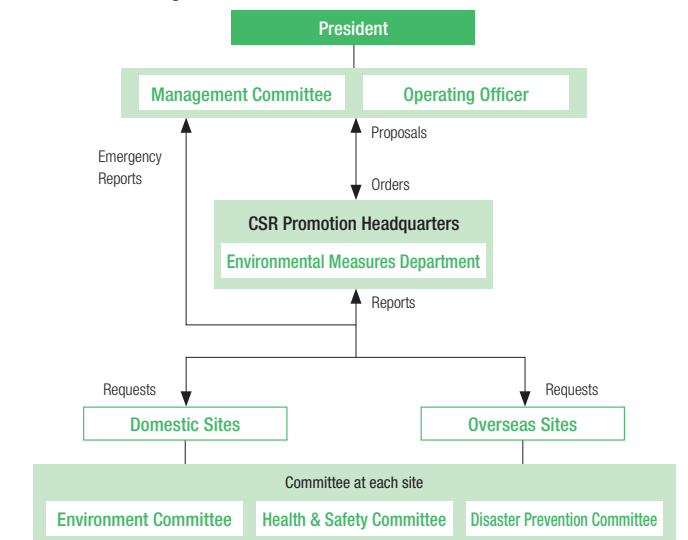 President
Management Committee
Operating Officer
Proposals
Emergency
Reports
Orders
CSR Promotion Headquarters
Environmental Measures Department
Reports
Requests
Requests
Domestic Sites
Overseas Sites
Committee at each site
Environment Committee
Health & Safety Committee
Disaster Prevention Committee